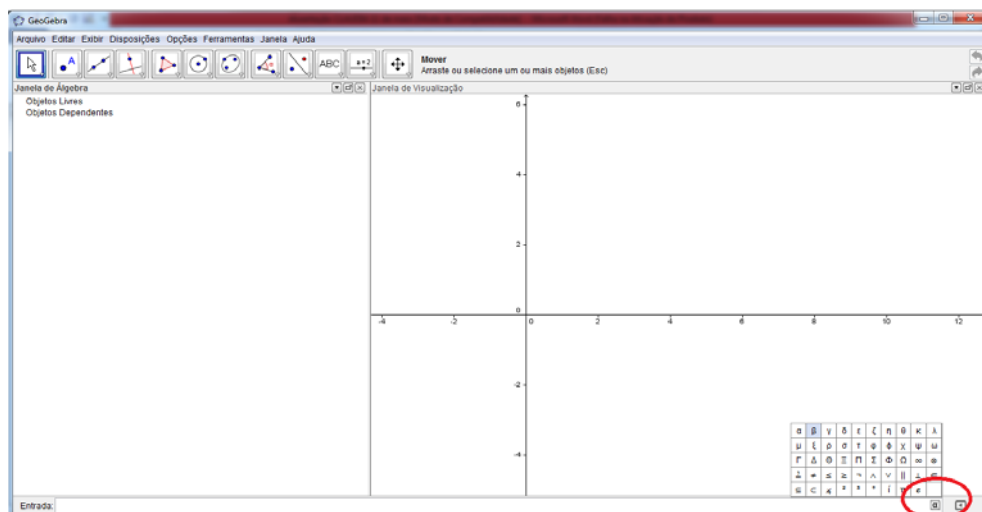 GeoGebra
Arquivo Editar Exibir Disposições Opções Ferramentas Janela Ajuda
A ABC a=2 Mover
Arraste ou selecione um ou mais objetos (Esc)
Janela de Álgebra Janela de Visualização
Objetos Livres
Objetos Dependentes
6
4
2
0
-4 -2 0 2 4 6 8 10 12
-2
-4
α β γ δ ε ζ η θ κ λ
μ ξ ρ σ τ φ ϕ χ ψ ω
Γ Δ Θ Ξ Π Σ Φ Ω ∞ ⊗
≠ ≤ ≥ ¬ ∧ ∨ ∥ ⊥ ∈
⊆ ⊂ ∡ ² ³ ° í π e
Entrada: α